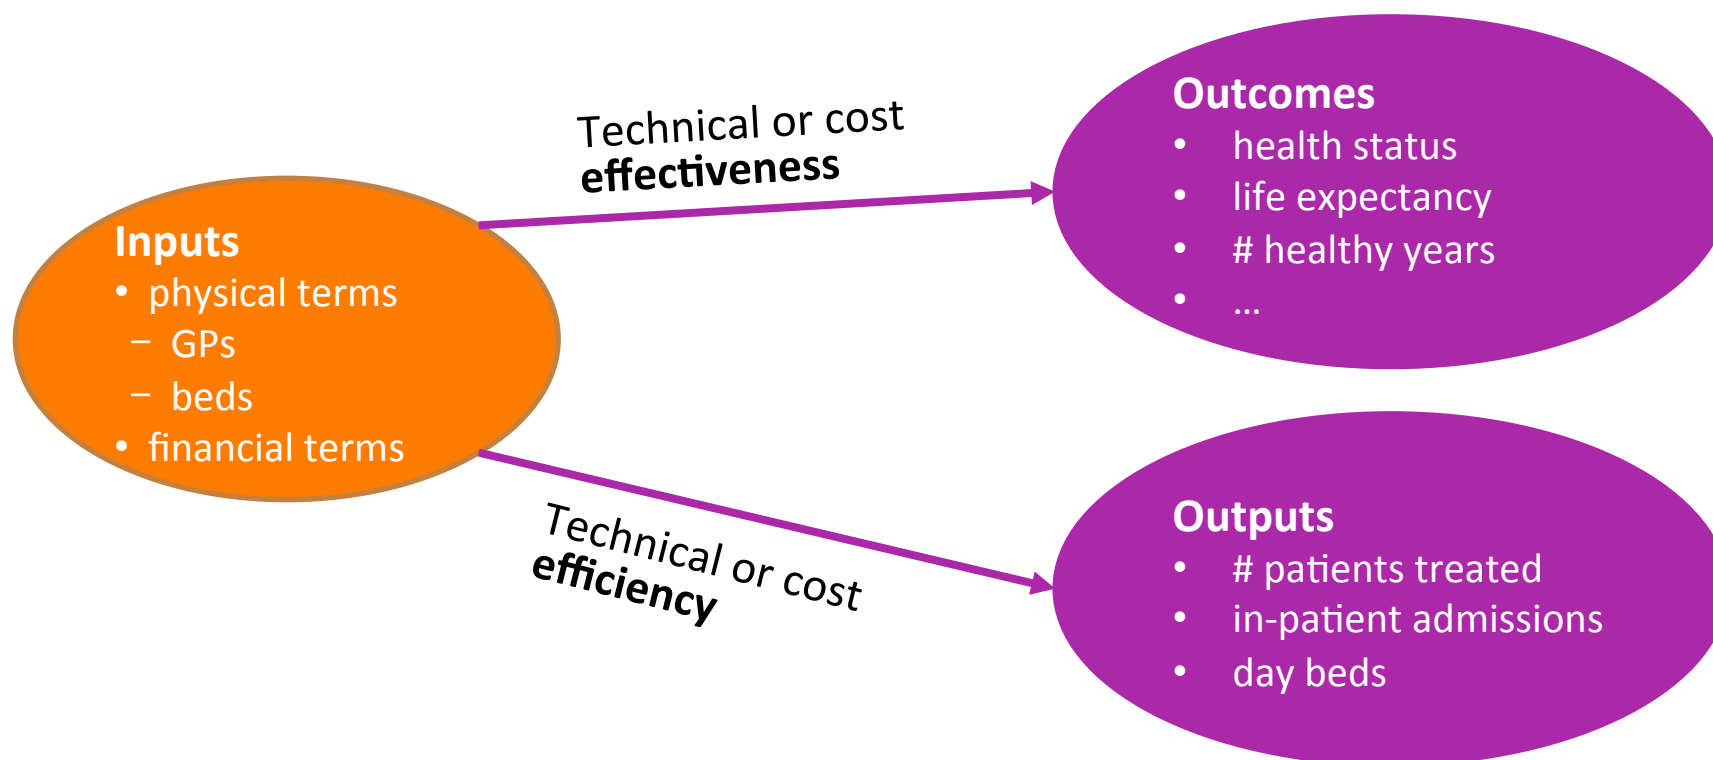 Inputs
• physical terms
– GPs
– beds
• financial terms
Technical or cost
effectiveness
Outcomes
• health status
• life expectancy
• # healthy years
• ...
Technical or cost
efficiency
Outputs
• # patients treated
• in-patient admissions
• day beds